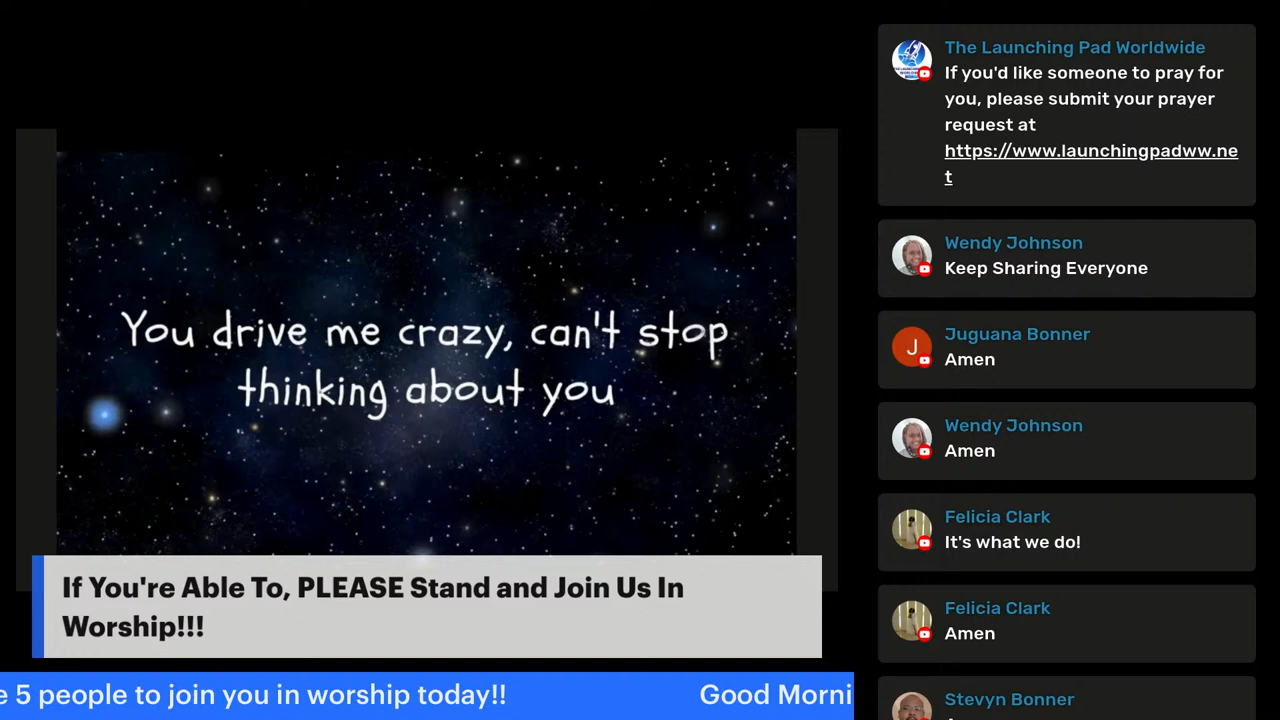 You drive me crazy, can't stop
thinking about you
If You're Able To, PLEASE Stand and Join Us In
Worship!!!
e 5 people to join you in worship today!!
Good Morni
The Launching Pad Worldwide
If you'd like someone to pray for
you, please submit your prayer
request at
https://www.launchingpadww.ne
t
Wendy Johnson
Keep Sharing Everyone
J
Juguana Bonner
Amen
Wendy Johnson
Amen
Felicia Clark
It's what we do!
Felicia Clark
Amen
Stevyn Bonner